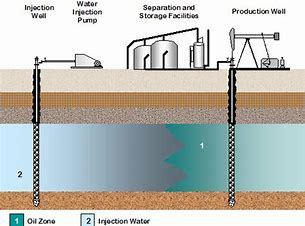 Injection
Well
Water
Injection
Pump
Separation and
Storage Facilities
Production Well
1
2
1 Oil Zone
2 Injection Water